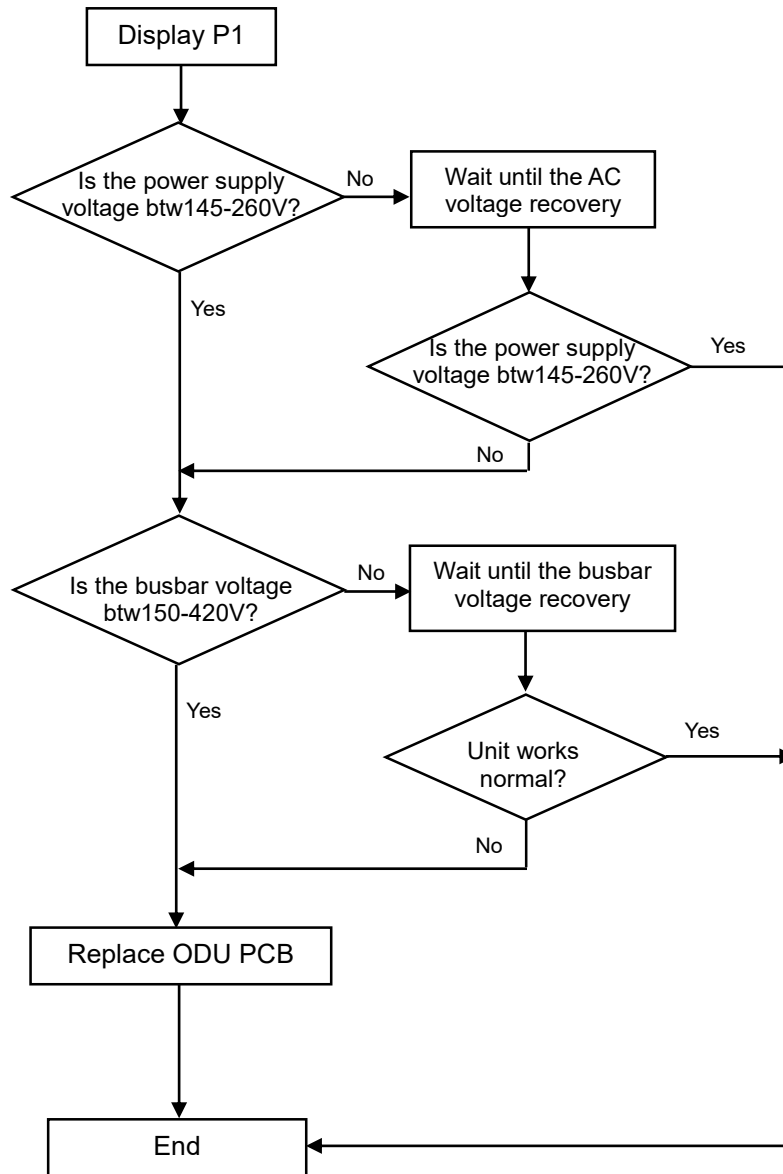 Display P1
Is the power supply
voltage btw145-260V?
No
Wait until the AC
voltage recovery
Yes
Is the power supply
voltage btw145-260V?
Yes
No
Is the busbar voltage
btw150-420V?
No
Wait until the busbar
voltage recovery
Yes
Unit works
normal?
Yes
No
Replace ODU PCB
End